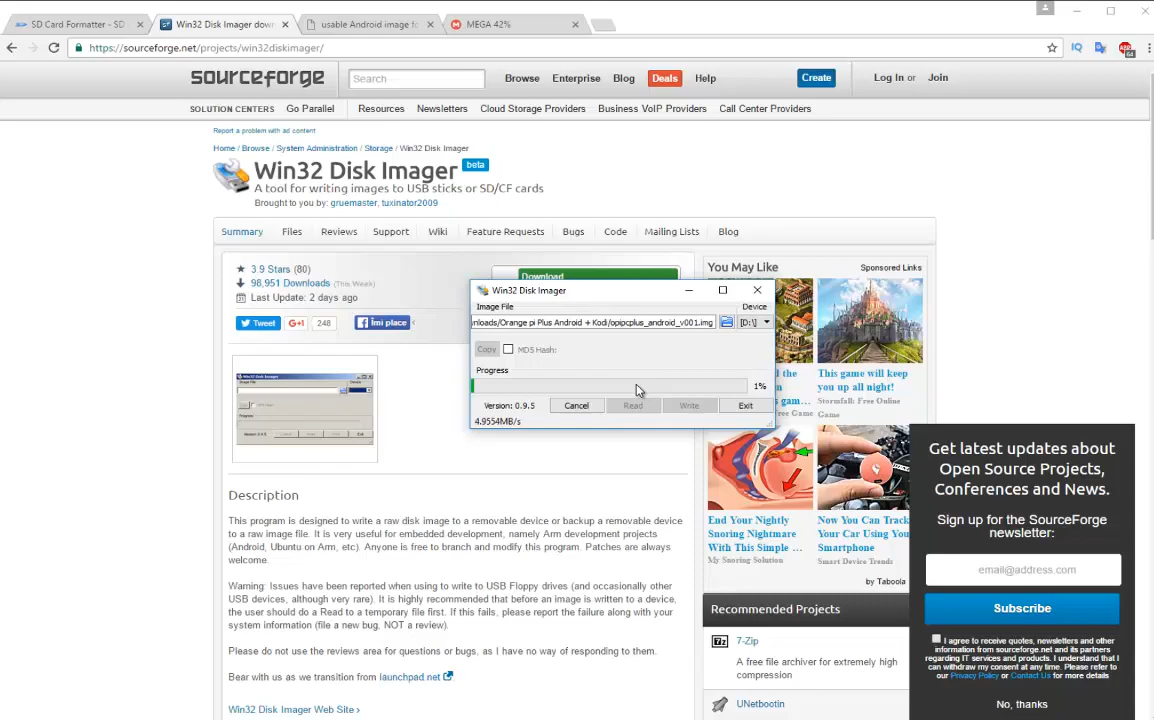 SD Card Formatter - SD
Win32 Disk Imager down
usable Android image fo
MEGA 42%
https://sourceforge.net/projects/win32diskimager/
sourceforge
Search
Browse
Enterprise
Blog
Deals
Help
Create
Log In or Join
SOLUTION CENTERS
Go Parallel
Resources
Newsletters
Cloud Storage Providers
Business VoIP Providers
Call Center Providers
Report a problem with ad content
Home / Browse / System Administration / Storage / Win32 Disk Imager
Win32 Disk Imager beta
A tool for writing images to USB sticks or SD/CF cards
Brought to you by: gruemaster, tuxinator2009
Summary
Files
Reviews
Support
Wiki
Feature Requests
Bugs
Code
Mailing Lists
Blog
3.9 Stars (80)
98,951 Downloads (This Week)
Last Update: 2 days ago
Tweet
G+1
248
Îmi place
Download
Win32 Disk Imager
Image File
Device
nloads/Orange pi Plus Android + Kodi/opipcplus_android_v001.img
[D:\]
Copy
MD5 Hash:
Progress
1%
Version: 0.9.5
Cancel
Read
Write
Exit
4.9554MB/s
You May Like
Sponsored Links
the
s gam...
Game
This game will keep
you up all night!
Stormfall: Free Online
Game
End Your Nightly
Snoring Nightmare
With This Simple ...
My Snoring Solution
Now You Can Track
Your Car Using You
Smartphone
Smart Device Trends
by Taboola
Description
This program is designed to write a raw disk image to a removable device or backup a removable device
to a raw image file. It is very useful for embedded development, namely Arm development projects
(Android, Ubuntu on Arm, etc). Anyone is free to branch and modify this program. Patches are always
welcome.
Warning: Issues have been reported when using to write to USB Floppy drives (and occasionally other
USB devices, although very rare). It is highly recommended that before an image is written to a device,
the user should do a Read to a temporary file first. If this fails, please report the failure along with your
system information (file a new bug, NOT a review).
Please do not use the reviews area for questions or bugs, as I have no way of responding to them.
Bear with us as we transition from launchpad.net
Win32 Disk Imager Web Site >
Recommended Projects
7z
7-Zip
A free file archiver for extremely high
compression
UNetbootin
Get latest updates about
Open Source Projects,
Conferences and News.
Sign up for the SourceForge
newsletter:
email@address.com
Subscribe
I agree to receive quotes, newsletters and other
information from sourceforge.net and its partners
regarding IT services and products. I understand that I
can withdraw my consent at any time. Please refer to
our Privacy Policy or Contact Us for more details
No, thanks